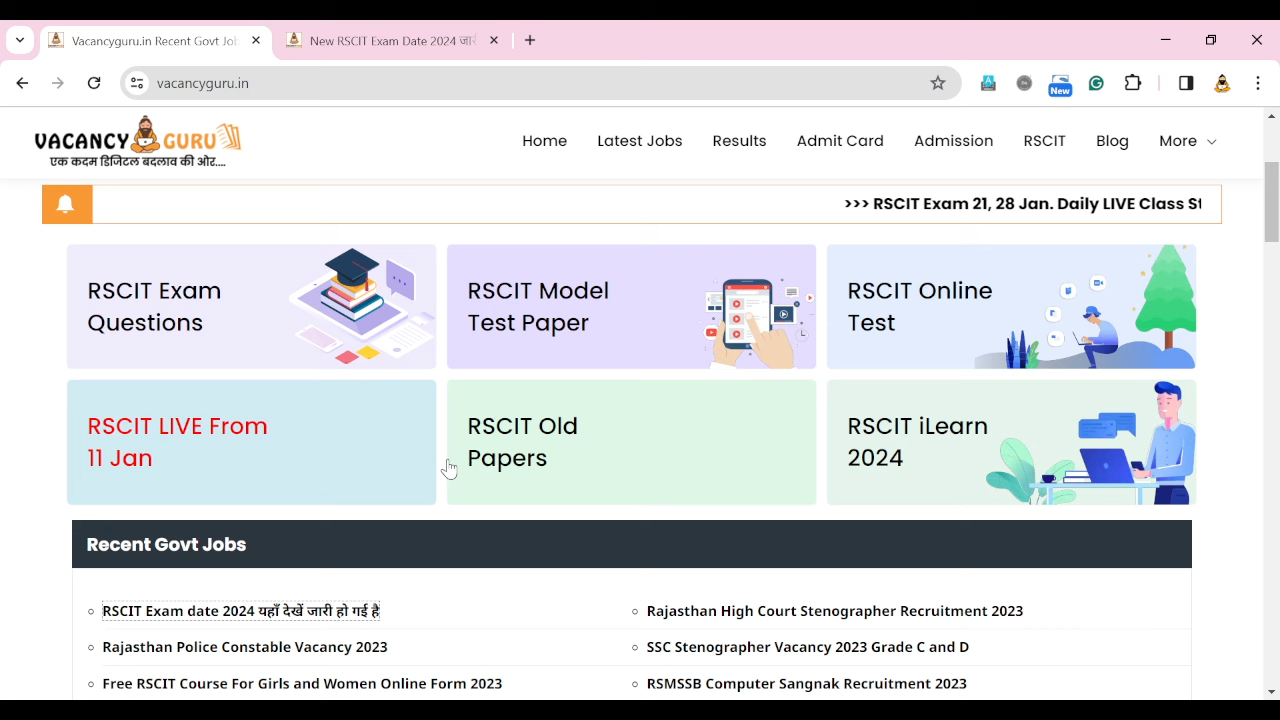 Vacancyguru.in Recent Govt Job
New RSCIT Exam Date 2024 जारी
vacancyguru.in
New
VACANCY GURU
एक कदम डिजिटल बदलाव की ओर....
Home Latest Jobs Results Admit Card Admission RSCIT Blog More
>>> RSCIT Exam 21, 28 Jan. Daily LIVE Class St
RSCIT Exam
Questions
RSCIT Model
Test Paper
RSCIT Online
Test
RSCIT LIVE From
11 Jan
RSCIT Old
Papers
RSCIT iLearn
2024
Recent Govt Jobs
RSCIT Exam date 2024 यहाँ देखें जारी हो गई है
Rajasthan High Court Stenographer Recruitment 2023
Rajasthan Police Constable Vacancy 2023
SSC Stenographer Vacancy 2023 Grade C and D
Free RSCIT Course For Girls and Women Online Form 2023
RSMSSB Computer Sangnak Recruitment 2023